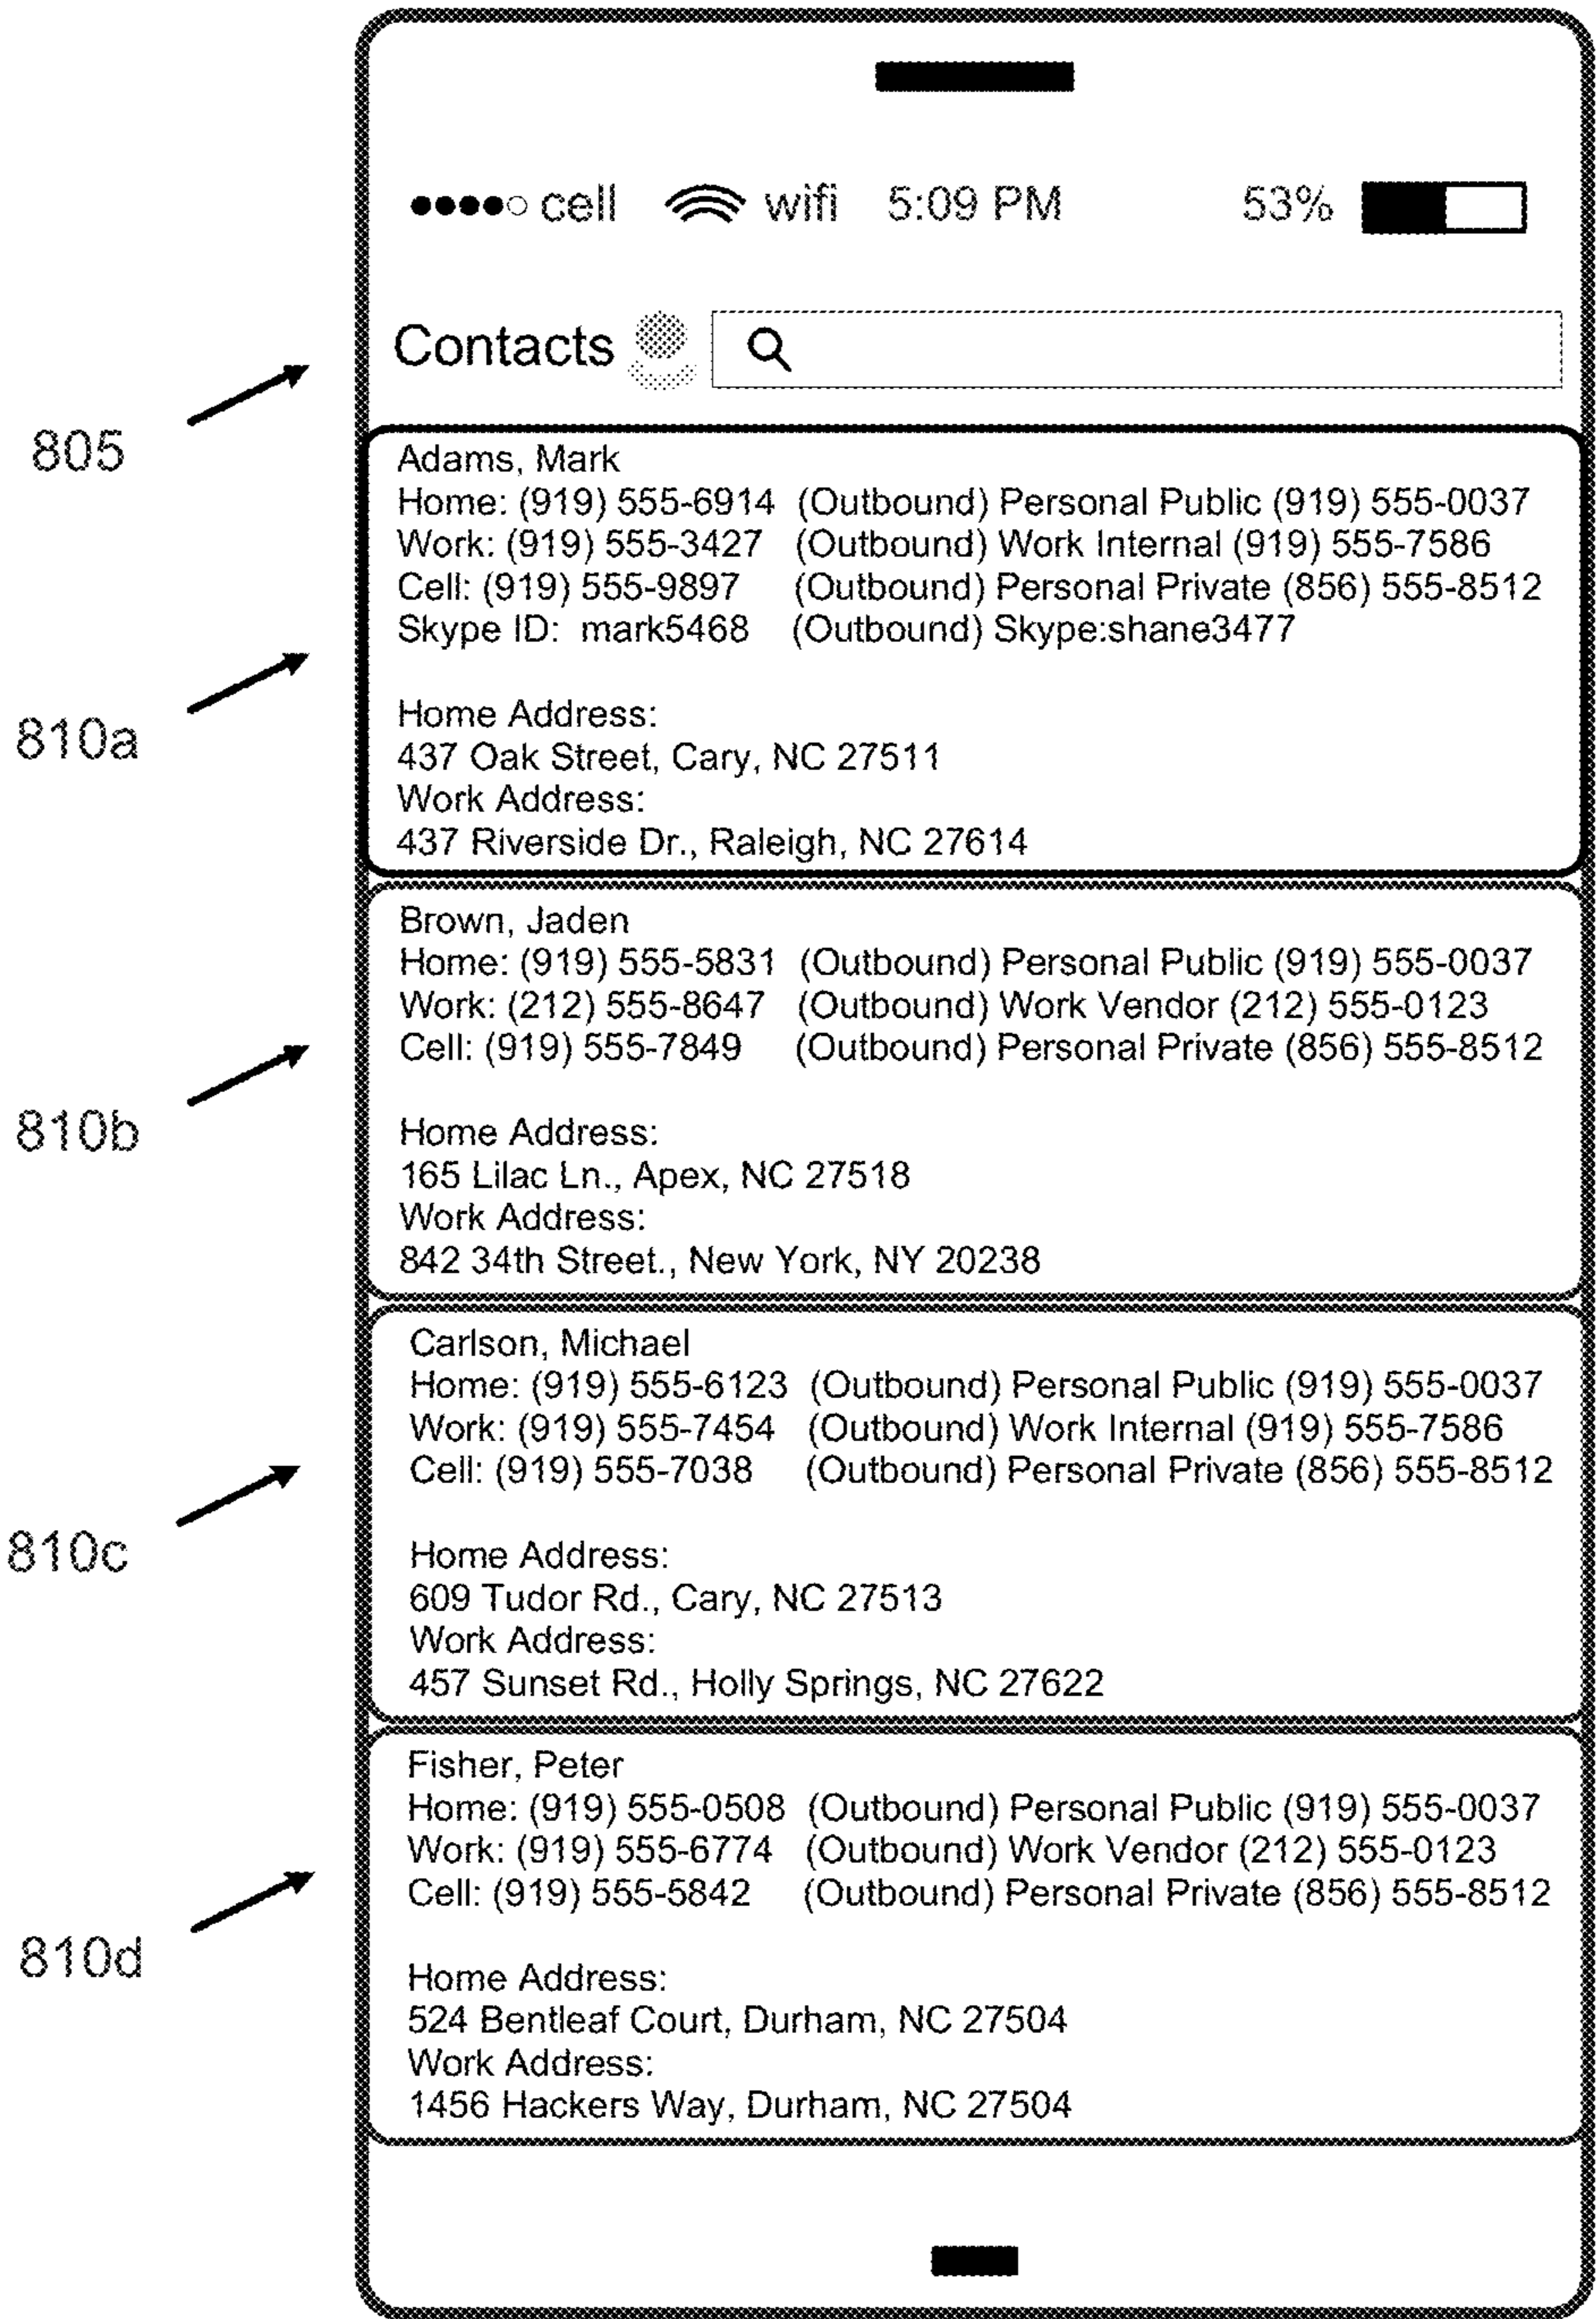 cell wifi 5:09 PM 53%
Contacts
805
Adams, Mark
Home: (919) 555-6914 (Outbound) Personal Public (919) 555-0037
Work: (919) 555-3427 (Outbound) Work Internal (919) 555-7586
Cell: (919) 555-9897 (Outbound) Personal Private (856) 555-8512
Skype ID: mark5468 (Outbound) Skype:shane3477
810a
Home Address:
437 Oak Street, Cary, NC 27511
Work Address:
437 Riverside Dr., Raleigh, NC 27614
Brown, Jaden
Home: (919) 555-5831 (Outbound) Personal Public (919) 555-0037
Work: (212) 555-8647 (Outbound) Work Vendor (212) 555-0123
Cell: (919) 555-7849 (Outbound) Personal Private (856) 555-8512
810b
Home Address:
165 Lilac Ln., Apex, NC 27518
Work Address:
842 34th Street., New York, NY 20238
Carlson, Michael
Home: (919) 555-6123 (Outbound) Personal Public (919) 555-0037
Work: (919) 555-7454 (Outbound) Work Internal (919) 555-7586
Cell: (919) 555-7038 (Outbound) Personal Private (856) 555-8512
810c
Home Address:
609 Tudor Rd., Cary, NC 27513
Work Address:
457 Sunset Rd., Holly Springs, NC 27622
Fisher, Peter
Home: (919) 555-0508 (Outbound) Personal Public (919) 555-0037
Work: (919) 555-6774 (Outbound) Work Vendor (212) 555-0123
Cell: (919) 555-5842 (Outbound) Personal Private (856) 555-8512
810d
Home Address:
524 Bentleaf Court, Durham, NC 27504
Work Address:
1456 Hackers Way, Durham, NC 27504